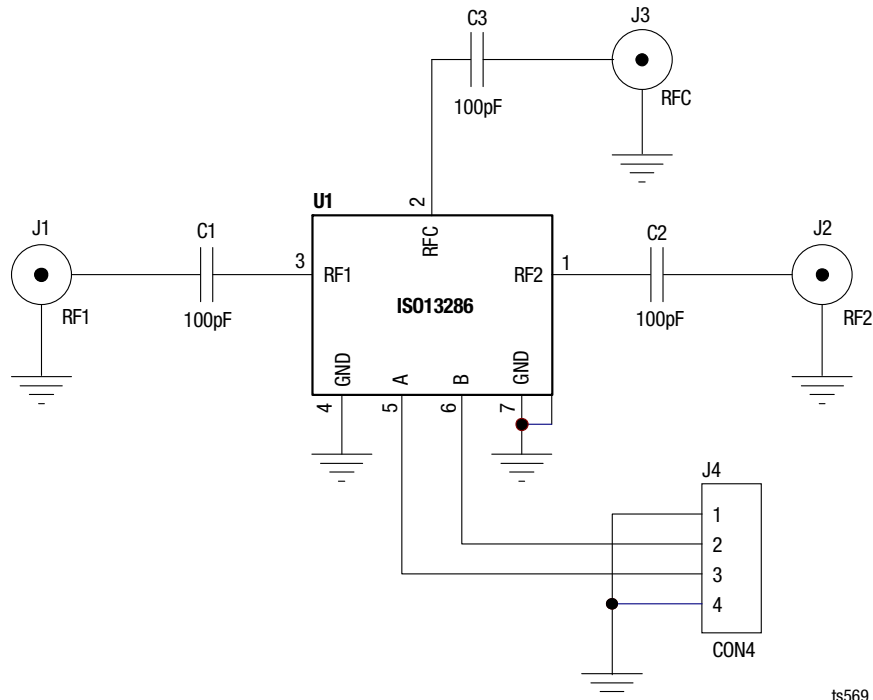 C3
J3
100pF
RFC
U1
2
J1
C1
C2
J2
3
RF1
RFC
RF2
1
RF1
100pF
ISO13286
100pF
RF2
GND
A
B
GND
4
5
6
7
J4
1
2
3
4
CON4
ts569